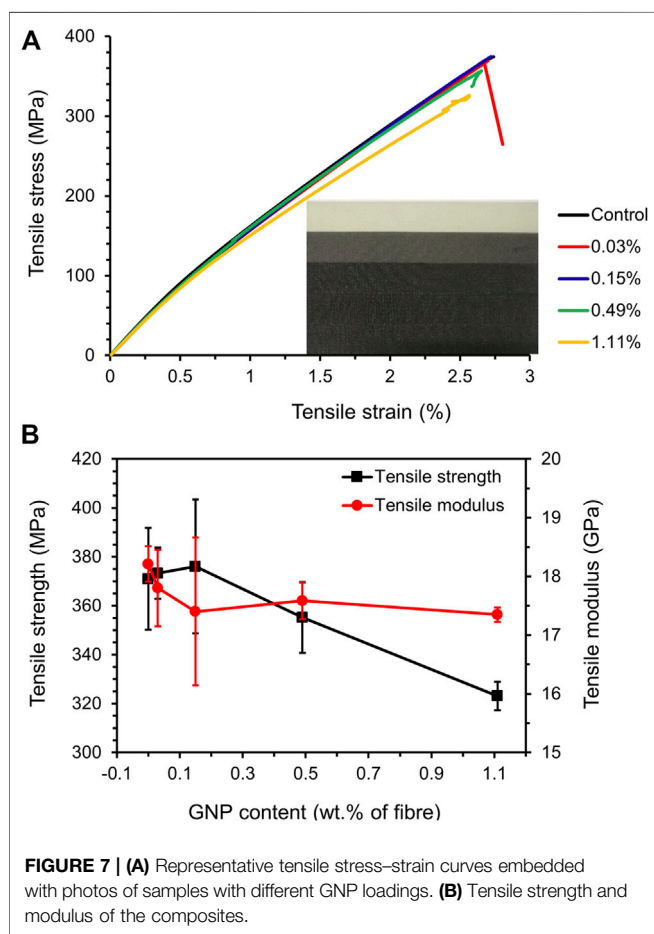 A
400
300
200
100
0
Tensile stress (MPa)
0 0.5 1 1.5 2 2.5 3
Tensile strain (%)
Control
0.03%
0.15%
0.49%
1.11%
B
420
400
380
360
340
320
300
Tensile strength (MPa)
Tensile strength
Tensile modulus
20
19
18
17
16
15
Tensile modulus (GPa)
-0.1 0.1 0.3 0.5 0.7 0.9 1.1
GNP content (wt.% of fibre)
FIGURE 7 | (A) Representative tensile stress–strain curves embedded
with photos of samples with different GNP loadings. (B) Tensile strength and
modulus of the composites.